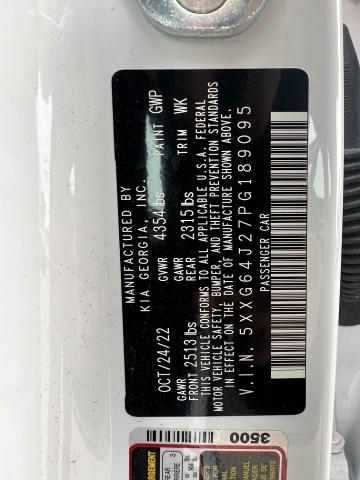 MANUFACTURED BY
KIA GEORGIA, INC.
OCT/24/22 GVWR 4354lbs PAINT GWP
GAWR FRONT 2513lbs GAWR REAR 2315lbs TRIM WK
THIS VEHICLE CONFORMS TO ALL APPLICABLE U.S.A. FEDERAL
MOTOR VEHICLE SAFETY, BUMPER, AND THEFT PREVENTION STANDARDS
IN EFFECT ON THE DATE OF MANUFACTURE SHOWN ABOVE.
V.I.N. 5XXG64J27PG189095
PASSENGER CAR
3500
REAR 3